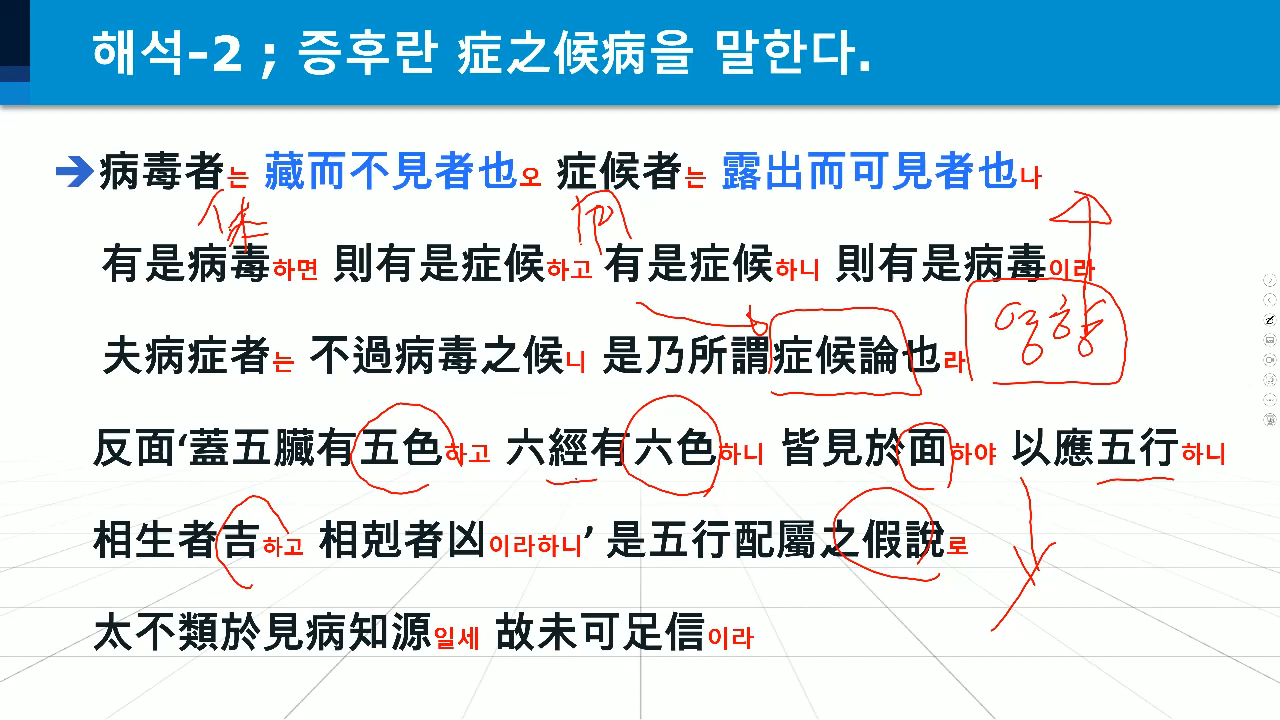 해석-2 ; 증후란 症之候病을 말한다.
病毒者는 藏而不見者也오 症候者는 露出而可見者也나
有是病毒하면 則有是症候하고 有是症候하니 則有是病毒이라
夫病症者는 不過病毒之候니 是乃所謂症候論也라
反面‘蓋五臟有五色하고 六經有六色하니 皆見於面하야 以應五行하니
相生者吉하고 相剋者凶이라하니’ 是五行配屬之假說로
太不類於見病知源일세 故未可足信이라